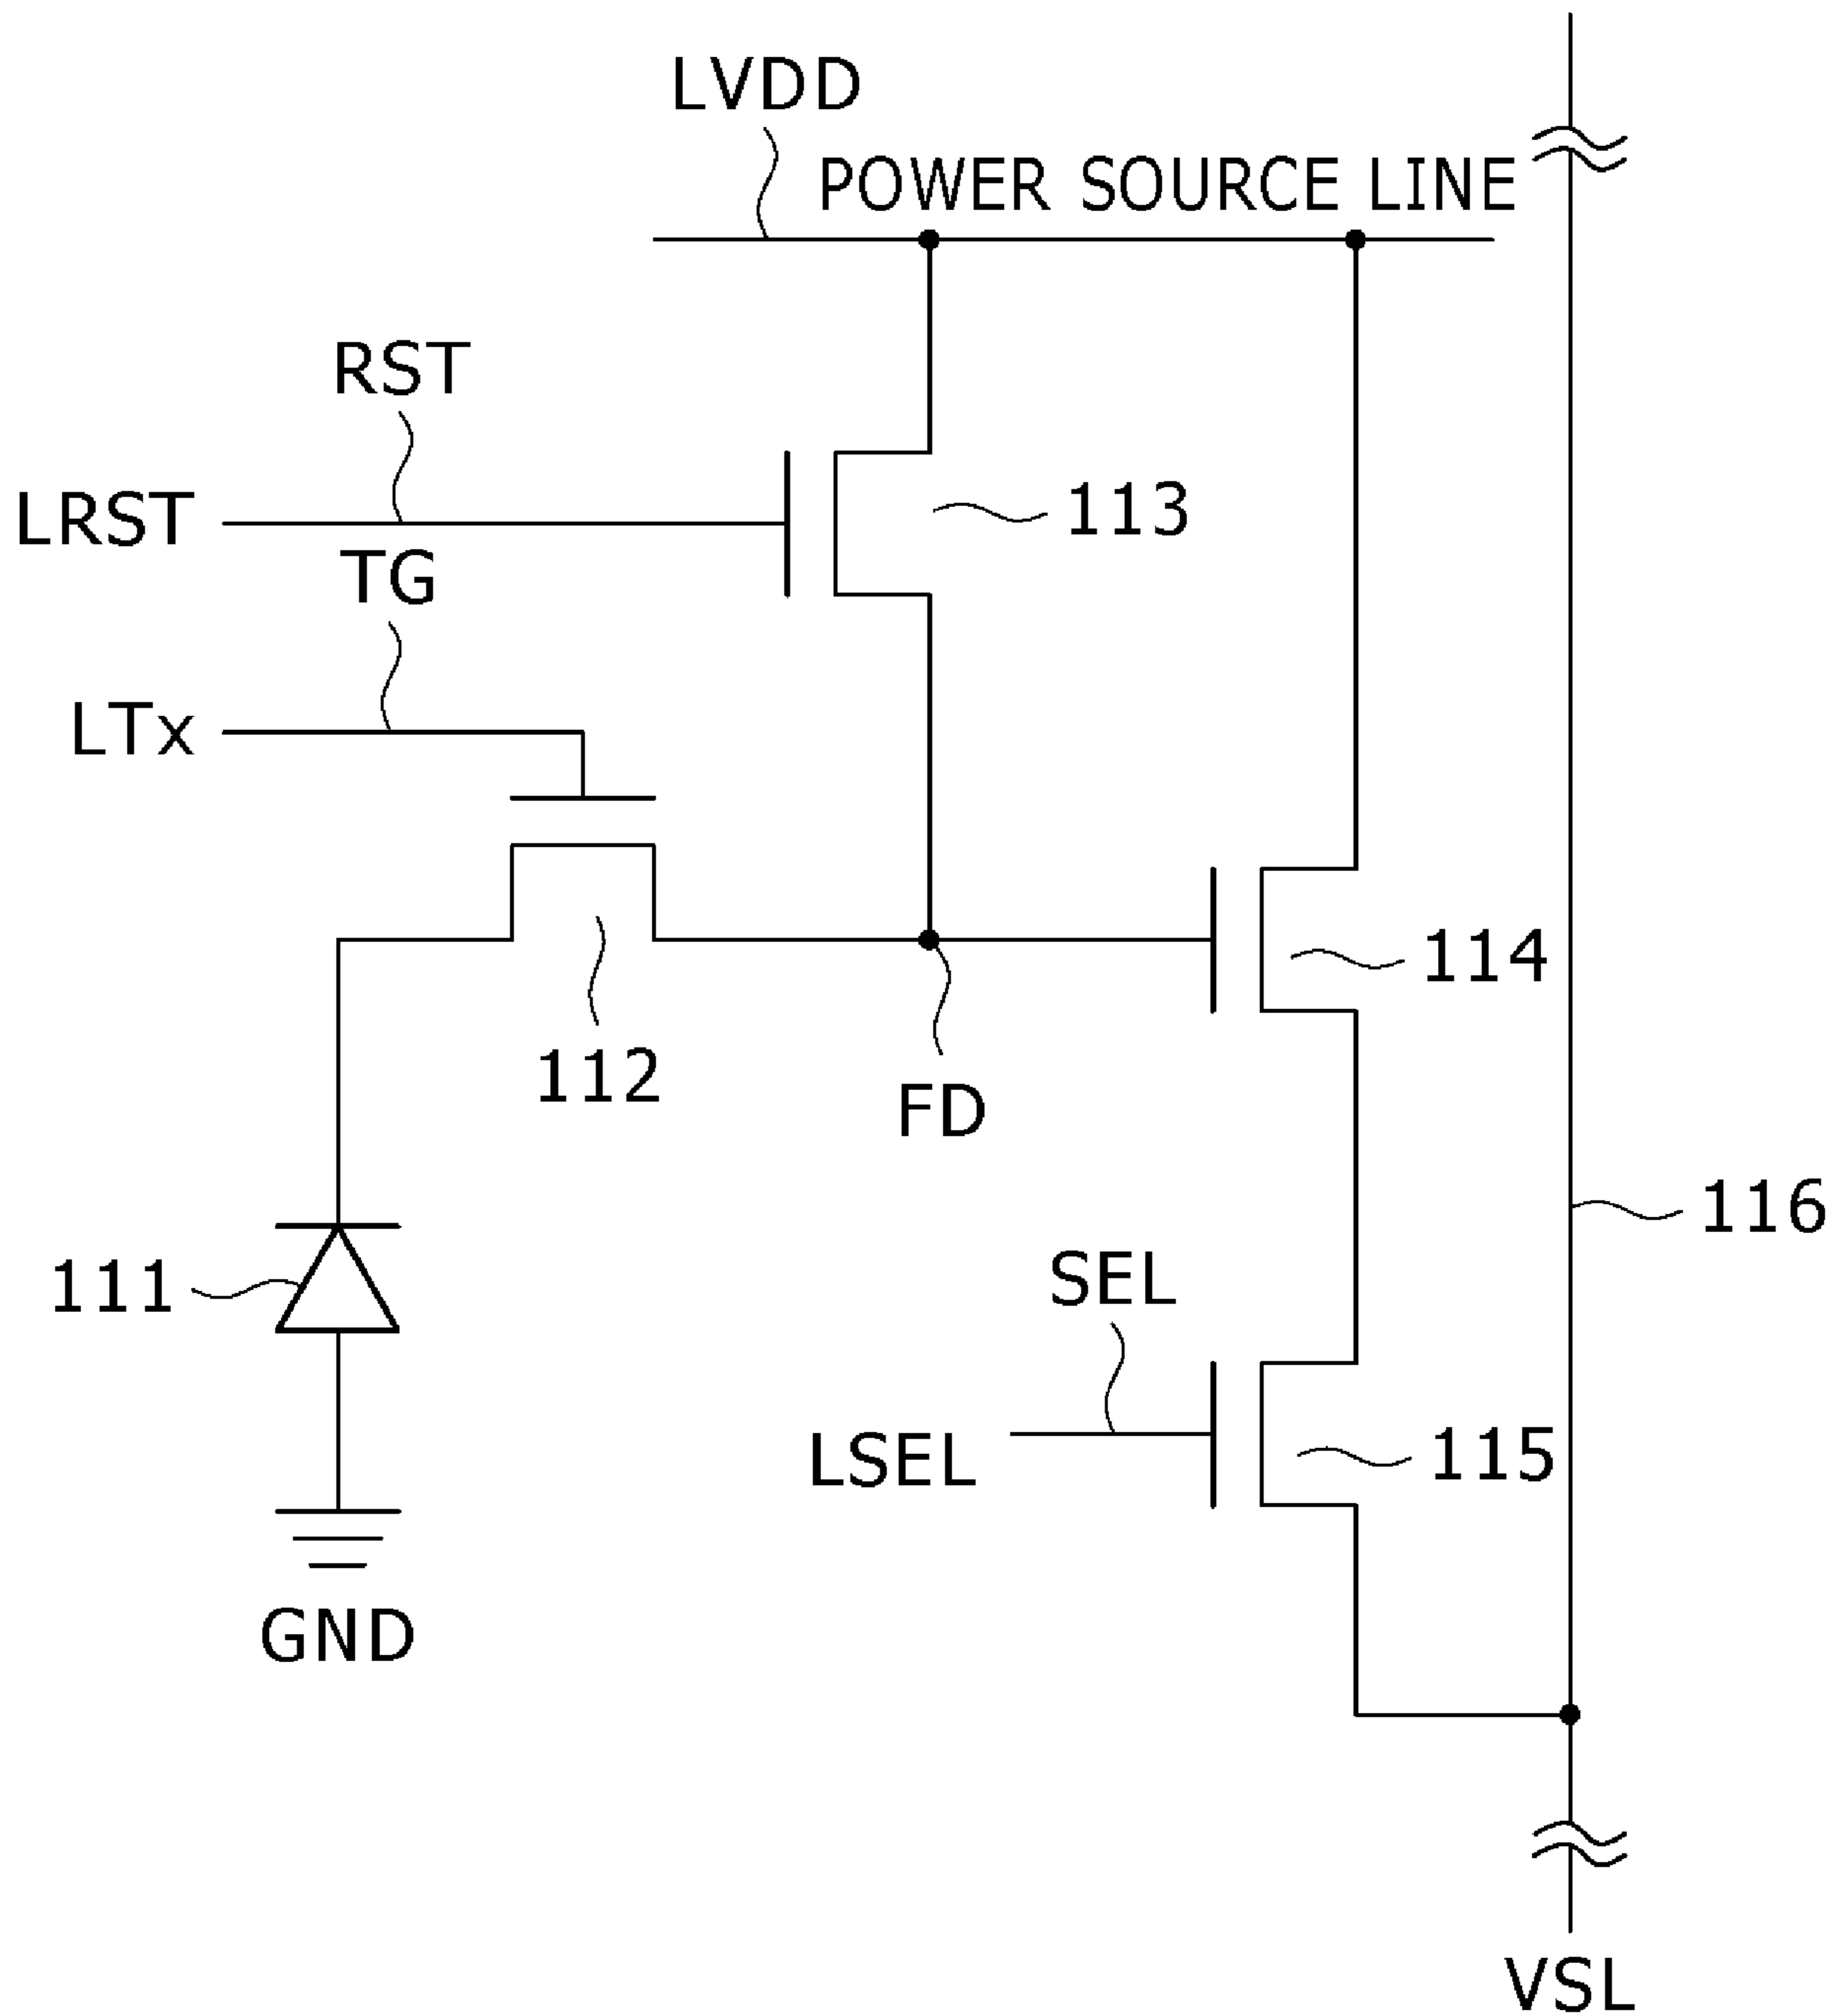 LVDD
POWER SOURCE LINE
RST
LRST
113
TG
LTx
114
112
FD
116
111
SEL
LSEL
115
GND
VSL